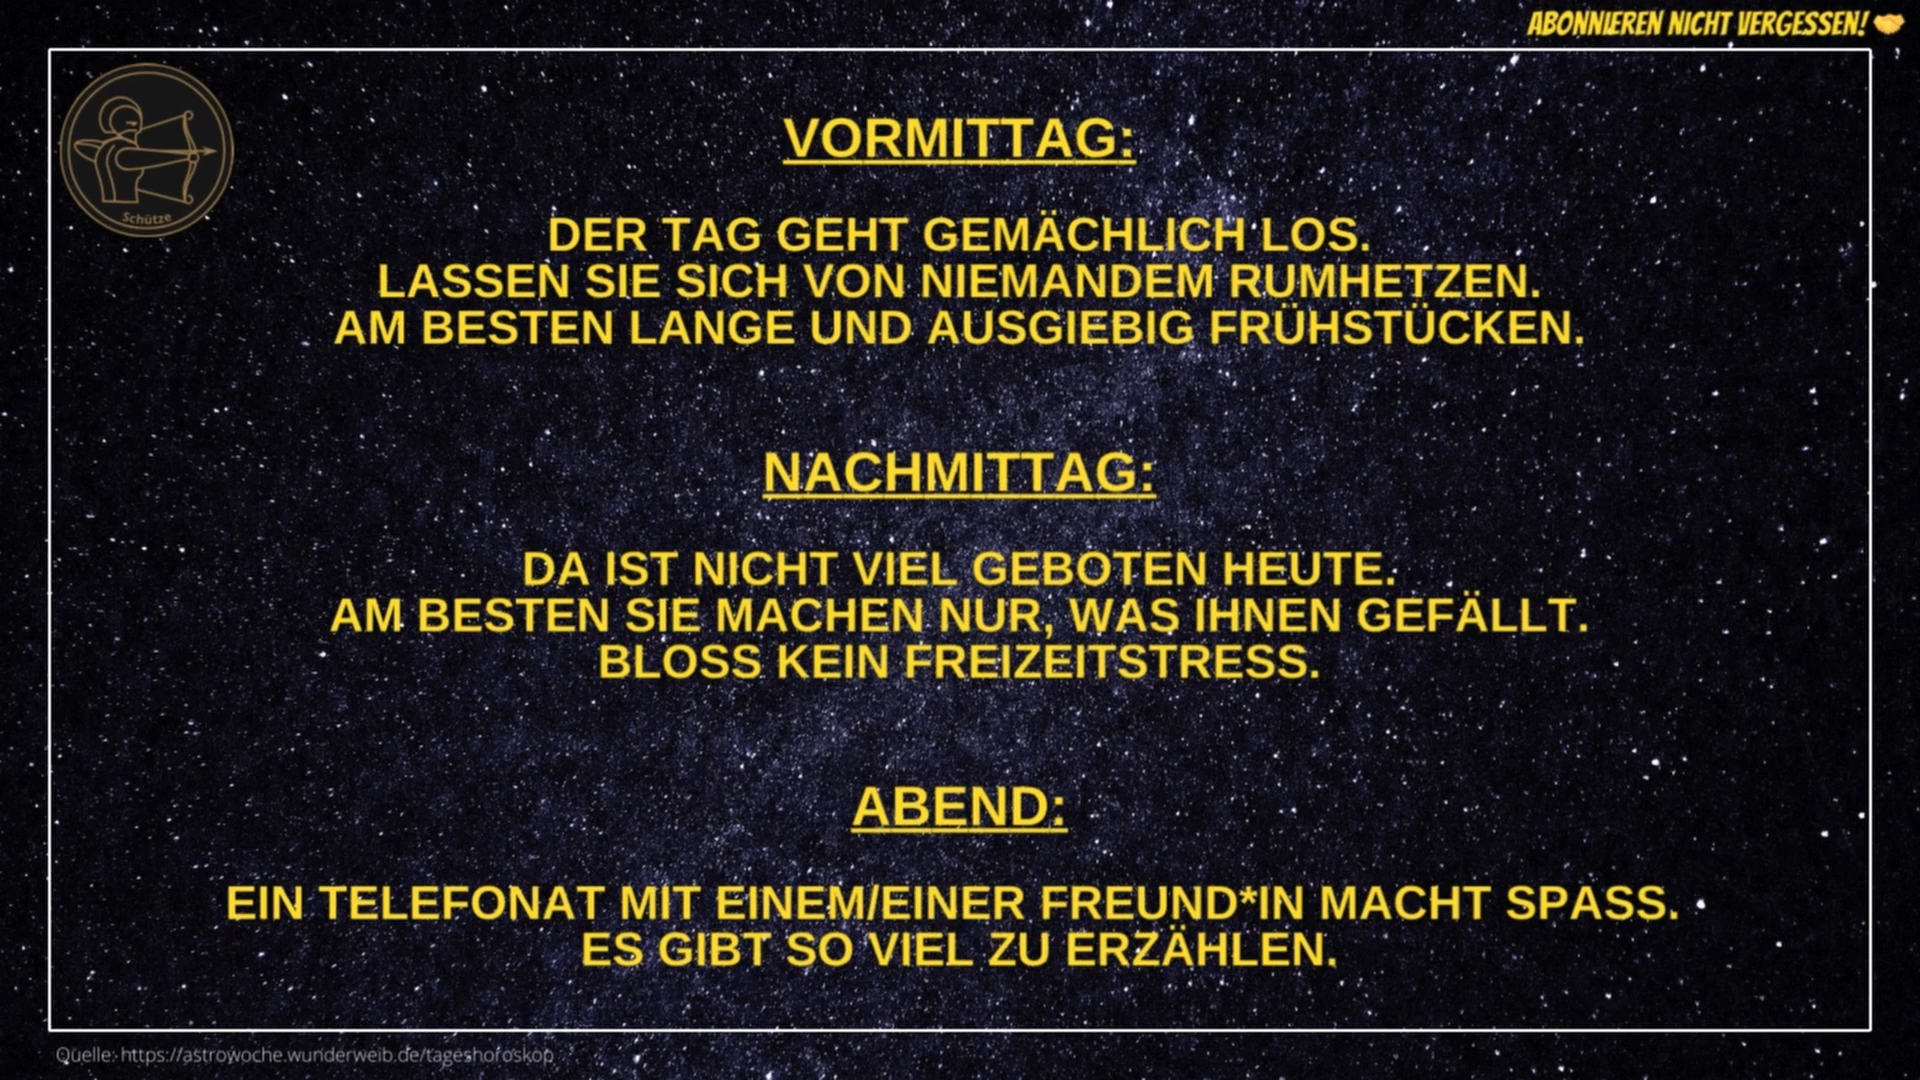 ABONNIEREN NICHT VERGESSEN!
Schütze
VORMITTAG:
DER TAG GEHT GEMÄCHLICH LOS.
LASSEN SIE SICH VON NIEMANDEM RUMHETZEN.
AM BESTEN LANGE UND AUSGIEBIG FRÜHSTÜCKEN.
NACHMITTAG:
DA IST NICHT VIEL GEBOTEN HEUTE.
AM BESTEN SIE MACHEN NUR, WAS IHNEN GEFÄLLT.
BLOSS KEIN FREIZEITSTRESS.
ABEND:
EIN TELEFONAT MIT EINEM/EINER FREUND*IN MACHT SPASS.
ES GIBT SO VIEL ZU ERZÄHLEN.
Quelle: https://astrowoche.wunderweib.de/tageshoroskop